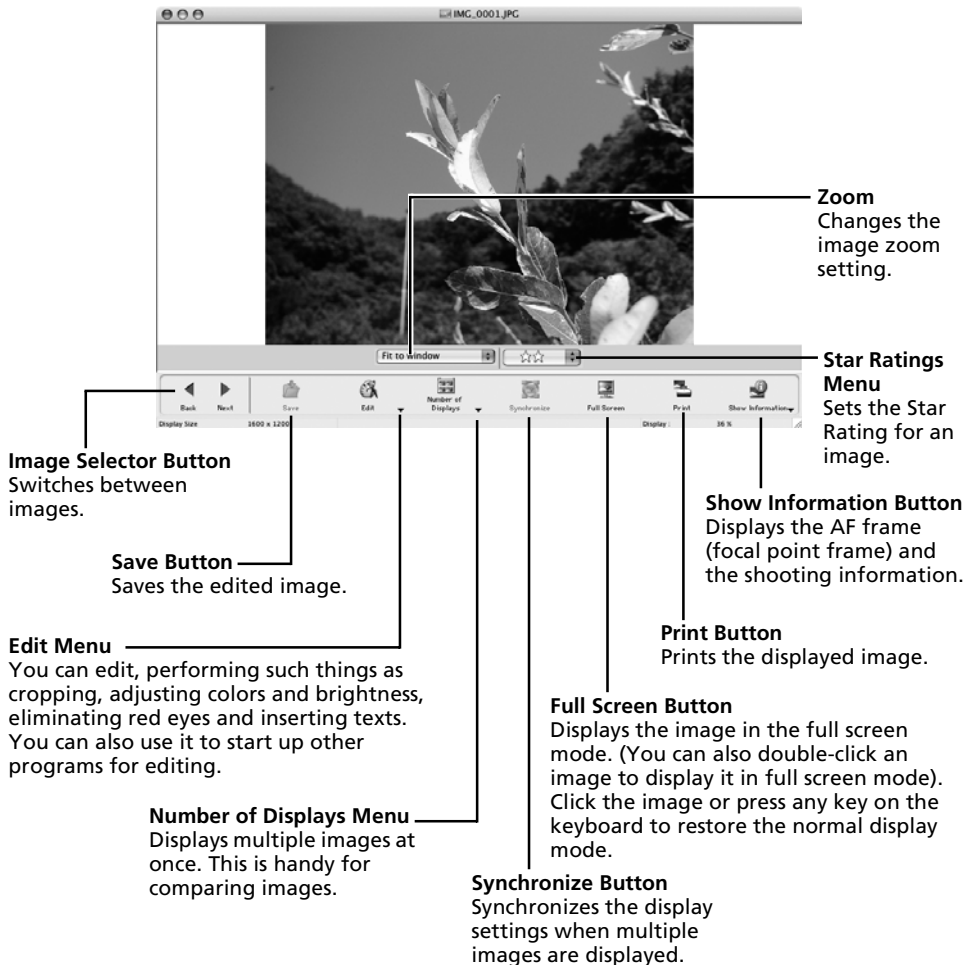 IMG_0001.JPG
Zoom
Changes the
image zoom
setting.
Fit to window
Star Ratings
Menu
Sets the Star
Rating for an
image.
Back
Next
Save
Edit
Number of
Displays
Synchronize
Full Screen
Print
Show Information
Display Size
1600 x 1200
Display :
36 %
Image Selector Button
Switches between
images.
Show Information Button
Displays the AF frame
(focal point frame) and
the shooting information.
Save Button
Saves the edited image.
Print Button
Prints the displayed image.
Edit Menu
You can edit, performing such things as
cropping, adjusting colors and brightness,
eliminating red eyes and inserting texts.
You can also use it to start up other
programs for editing.
Full Screen Button
Displays the image in the full screen
mode. (You can also double-click an
image to display it in full screen mode).
Click the image or press any key on the
keyboard to restore the normal display
mode.
Number of Displays Menu
Displays multiple images at
once. This is handy for
comparing images.
Synchronize Button
Synchronizes the display
settings when multiple
images are displayed.